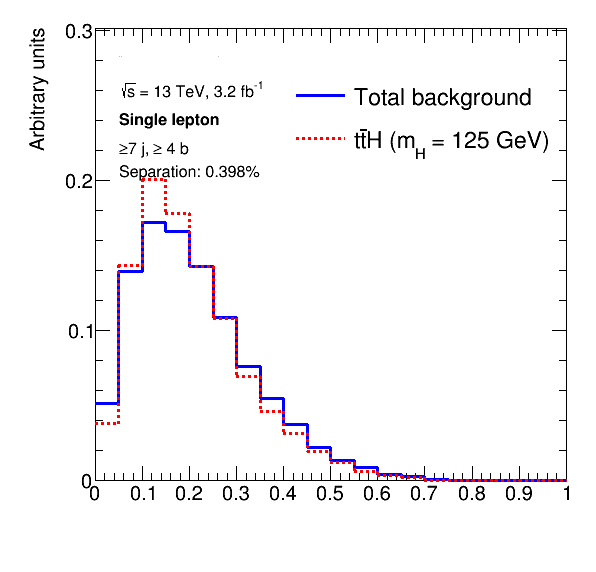 Arbitrary units
0.3
0.2
0.1
0
√s = 13 TeV, 3.2 fb⁻¹
Single lepton
≥7 j, ≥ 4 b
Separation: 0.398%
Total background
tt̄H (m_H = 125 GeV)
0 0.1 0.2 0.3 0.4 0.5 0.6 0.7 0.8 0.9 1